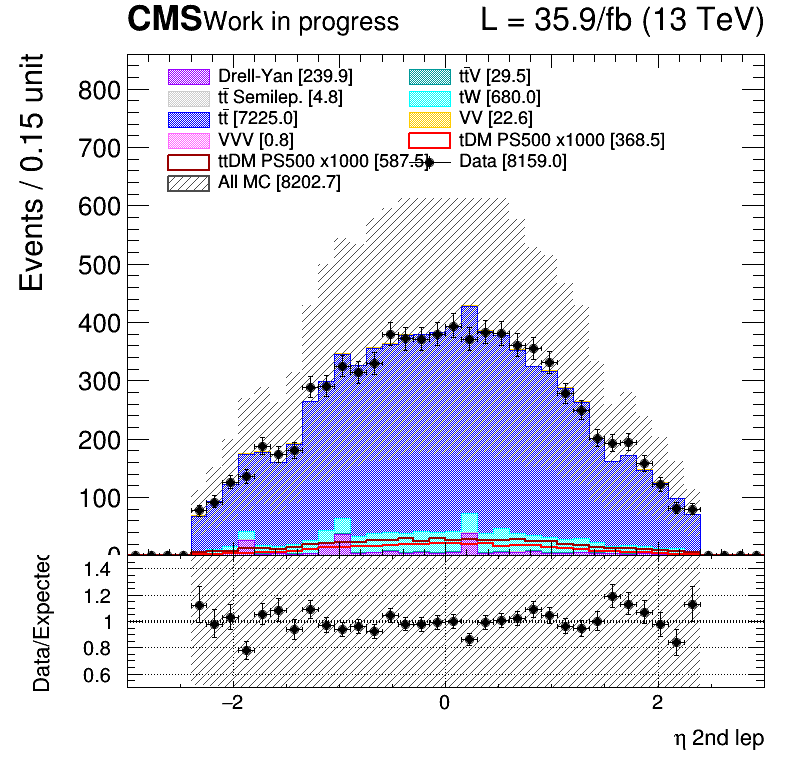 CMS Work in progress L = 35.9/fb (13 TeV)
Events / 0.15 unit
800
700
600
500
400
300
200
100
0
Drell-Yan [239.9]
tt̄V [29.5]
tt̄ Semilep. [4.8]
tW [680.0]
tt̄ [7225.0]
VV [22.6]
VVV [0.8]
tDM PS500 x1000 [368.5]
ttDM PS500 x1000 [587.5]
Data [8159.0]
All MC [8202.7]
Data/Expected
1.4
1.2
1
0.8
0.6
−2 0 2
η 2nd lep